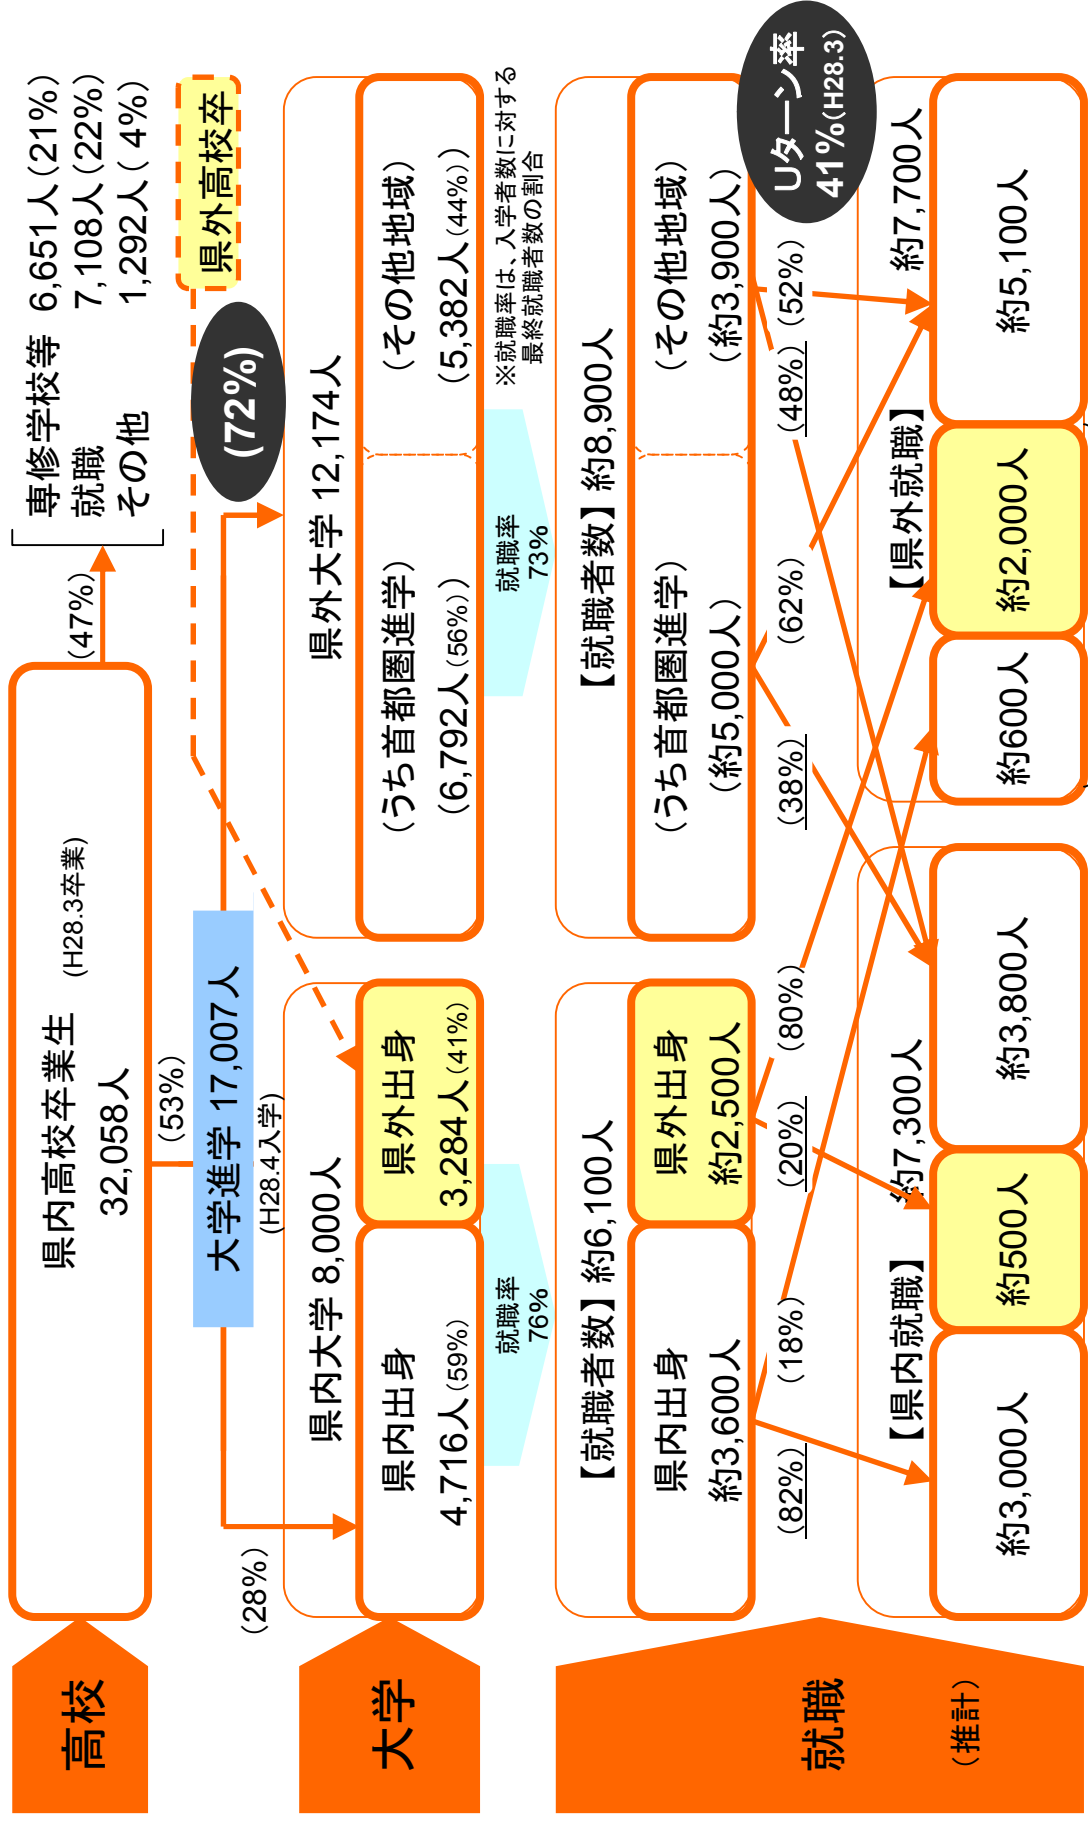 高校
県内高校卒業生
(H28.3卒業)
32,058人
(47%)
専修学校等 6,651人(21%)
就職 7,108人(22%)
その他 1,292人( 4%)
(53%)
大学進学 17,007人
(H28.4入学)
(28%)
(72%)
県外高校卒
大学
県内大学 8,000人
県内出身
4,716人(59%)
県外出身
3,284人(41%)
県外大学 12,174人
(うち首都圏進学)
(6,792人(56%))
(その他地域)
(5,382人(44%))
就職率
76%
就職率
73%
※就職率は、入学者数に対する
最終就職者数の割合
就職
(推計)
【就職者数】約6,100人
県内出身
約3,600人
県外出身
約2,500人
【就職者数】約8,900人
(うち首都圏進学)
(約5,000人)
(その他地域)
(約3,900人)
(82%)
(18%)
(20%)
(80%)
(38%)
(62%)
(48%)
(52%)
Uターン率
41%(H28.3)
【県内就職】 約7,300人
約3,000人
約500人
約3,800人
【県外就職】 約7,700人
約600人
約2,000人
約5,100人